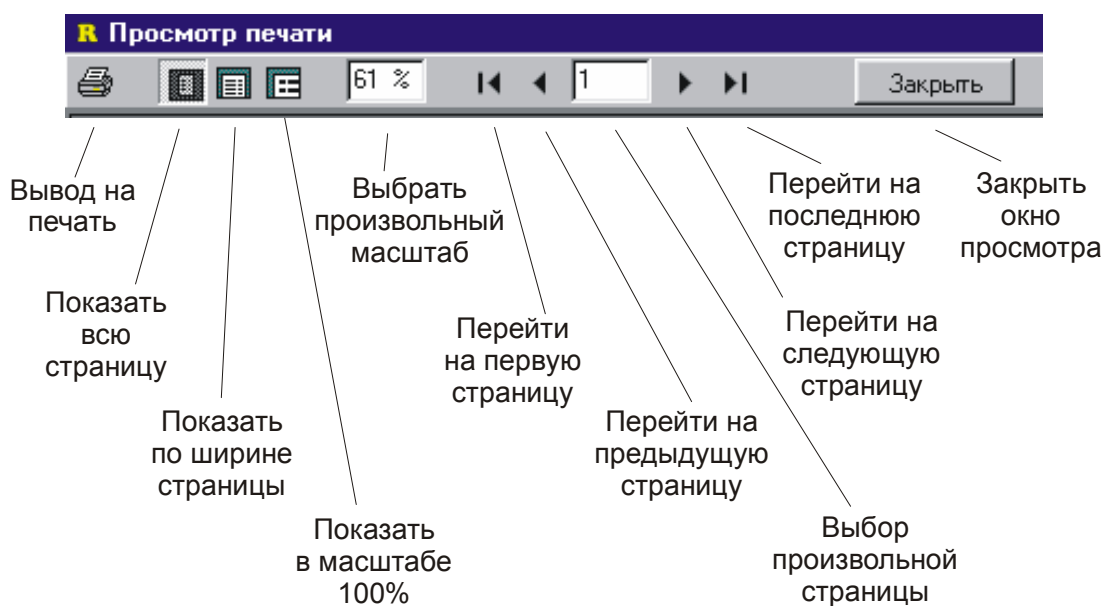 R Просмотр печати
61 %
1
Закрыть
Вывод на
печать
Показать
всю
страницу
Показать
по ширине
страницы
Показать
в масштабе
100%
Выбрать
произвольный
масштаб
Перейти
на первую
страницу
Перейти на
предыдущую
страницу
Выбор
произвольной
страницы
Перейти на
следующую
страницу
Перейти на
последнюю
страницу
Закрыть
окно
просмотра